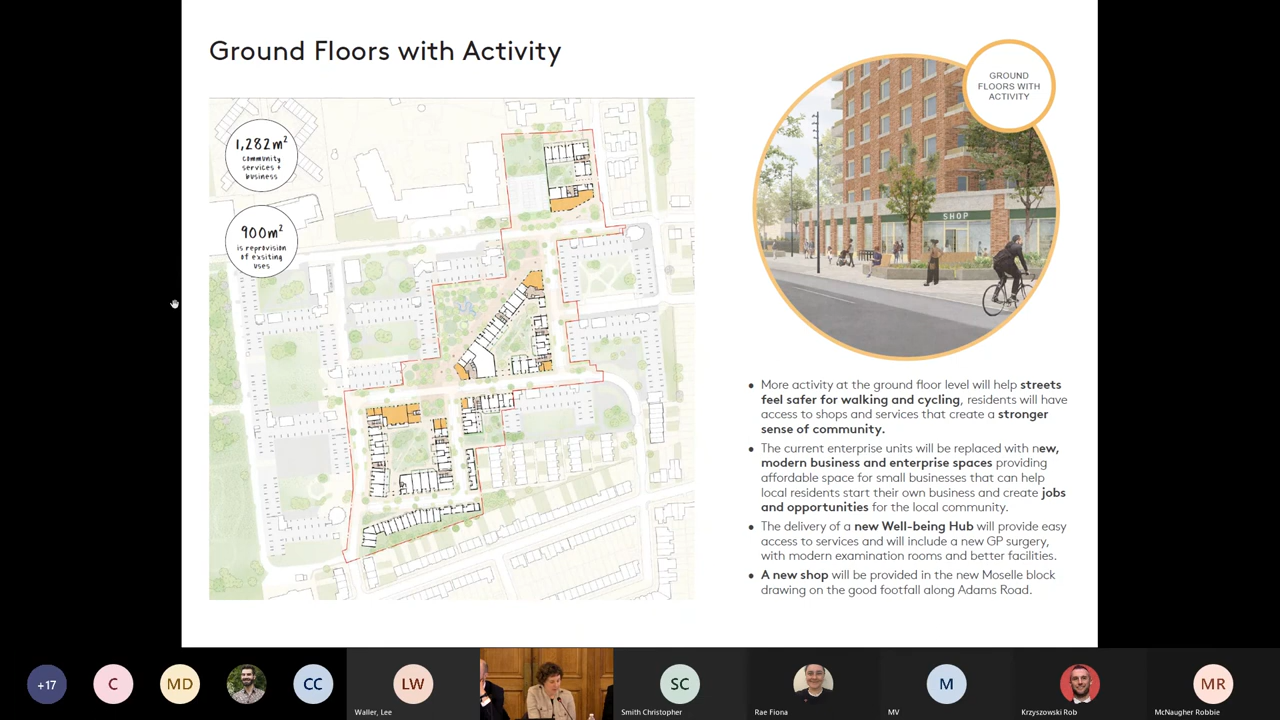 Ground Floors with Activity
1,282m²
community
services +
business
900m²
is reprovision
of exsiting
uses
GROUND
FLOORS WITH
ACTIVITY
SHOP
• More activity at the ground floor level will help streets
feel safer for walking and cycling, residents will have
access to shops and services that create a stronger
sense of community.
• The current enterprise units will be replaced with new,
modern business and enterprise spaces providing
affordable space for small businesses that can help
local residents start their own business and create jobs
and opportunities for the local community.
• The delivery of a new Well-being Hub will provide easy
access to services and will include a new GP surgery,
with modern examination rooms and better facilities.
• A new shop will be provided in the new Moselle block
drawing on the good footfall along Adams Road.
+17
C
MD
CC
LW
SC
M
MR
Waller, Lee
Smith Christopher
Rae Fiona
MV
Krzyszowski Rob
McNaugher Robbie